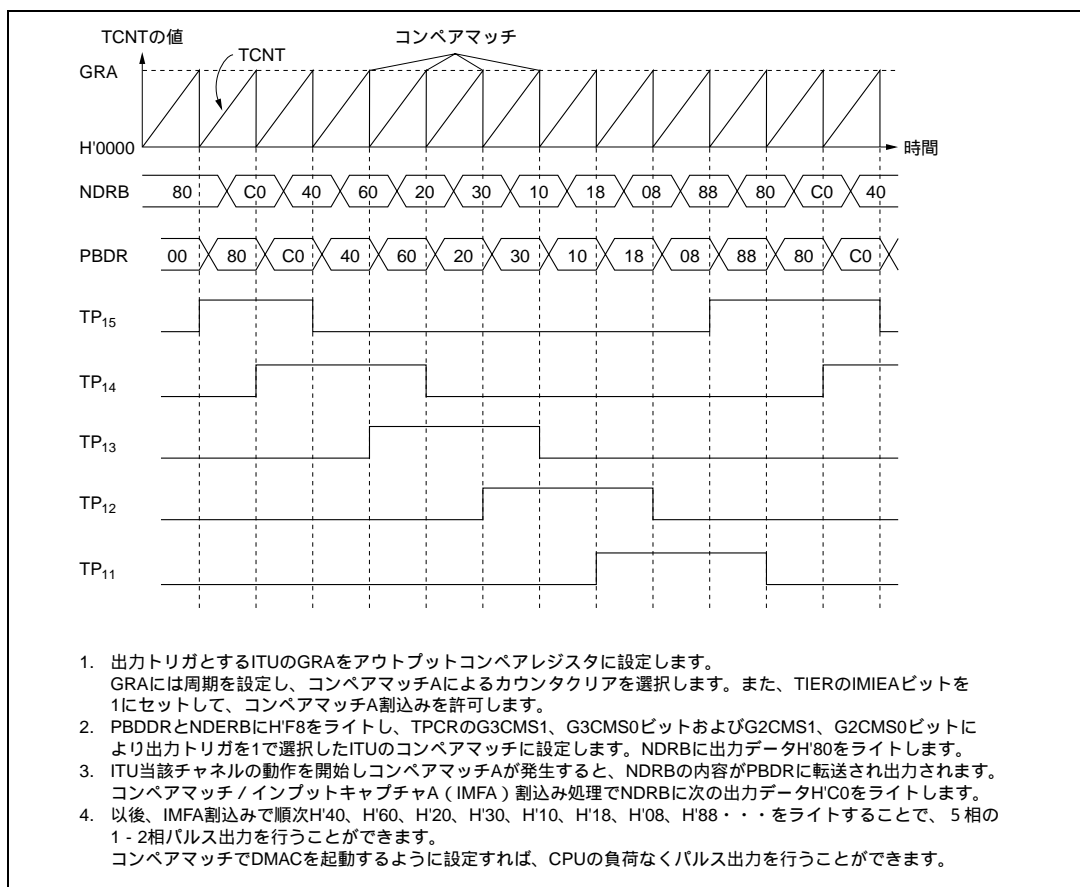 TCNTの値 コンペアマッチ
TCNT
GRA
H'0000 時間
NDRB 80 C0 40 60 20 30 10 18 08 88 80 C0 40
PBDR 00 80 C0 40 60 20 30 10 18 08 88 80 C0
TP15
TP14
TP13
TP12
TP11
1. 出力トリガとするITUのGRAをアウトプットコンペアレジスタに設定します。
GRAには周期を設定し、コンペアマッチAによるカウンタクリアを選択します。また、TIERのIMIEAビットを
1にセットして、コンペアマッチA割込みを許可します。
2. PBDDRとNDERBにH'F8をライトし、TPCRのG3CMS1、G3CMS0ビットおよびG2CMS1、G2CMS0ビットに
より出力トリガを1で選択したITUのコンペアマッチに設定します。NDRBに出力データH'80をライトします。
3. ITU当該チャネルの動作を開始しコンペアマッチAが発生すると、NDRBの内容がPBDRに転送され出力されます。
コンペアマッチ / インプットキャプチャA ( IMFA ) 割込み処理でNDRBに次の出力データH'C0をライトします。
4. 以後、IMFA割込みで順次H'40、H'60、H'20、H'30、H'10、H'18、H'08、H'88・・・をライトすることで、5相の
1 - 2相パルス出力を行うことができます。
コンペアマッチでDMACを起動するように設定すれば、CPUの負荷なくパルス出力を行うことができます。